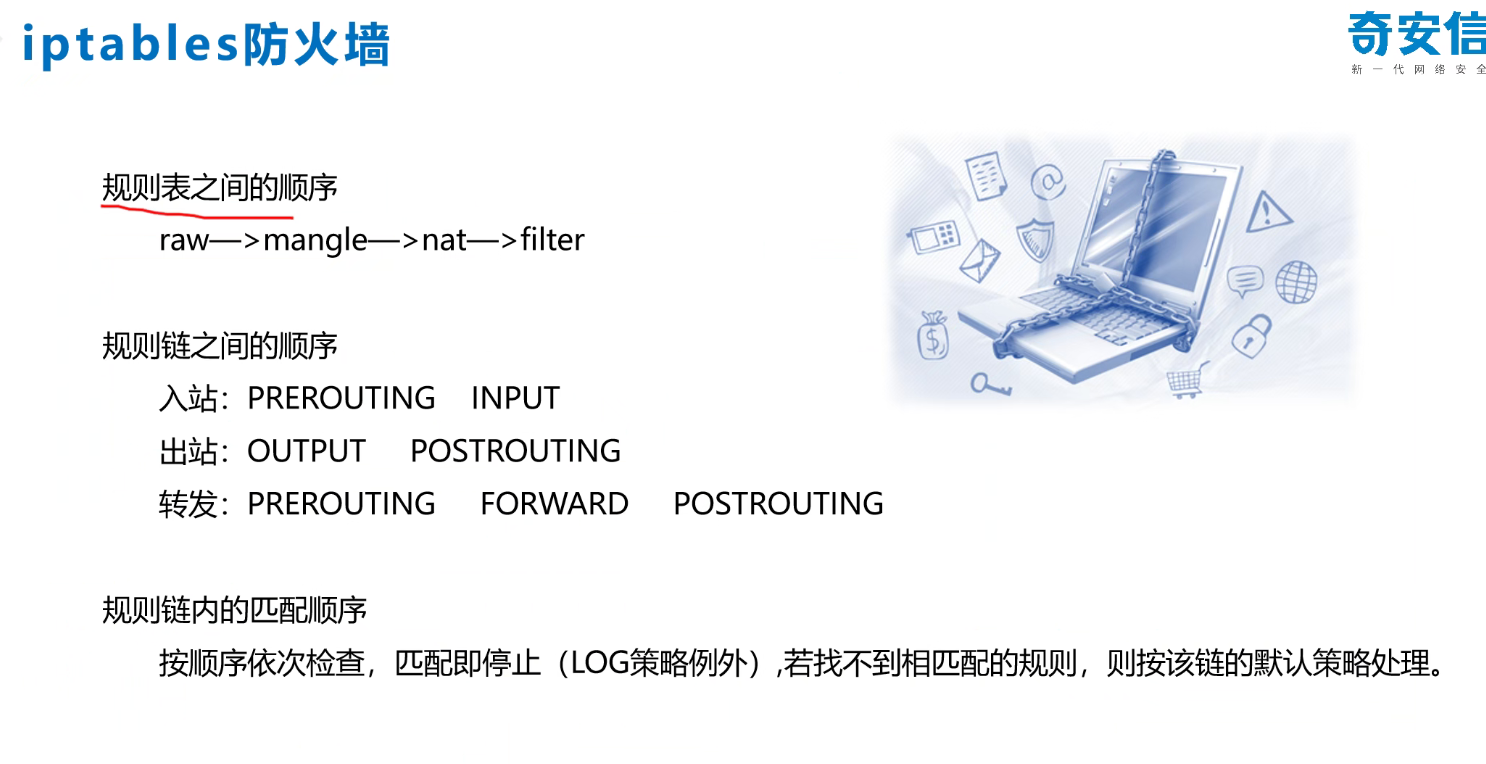 iptables防火墙
奇安信
新一代网络安全
规则表之间的顺序
raw—>mangle—>nat—>filter
规则链之间的顺序
入站：PREROUTING INPUT
出站：OUTPUT POSTROUTING
转发：PREROUTING FORWARD POSTROUTING
规则链内的匹配顺序
按顺序依次检查，匹配即停止（LOG策略例外）,若找不到相匹配的规则，则按该链的默认策略处理。